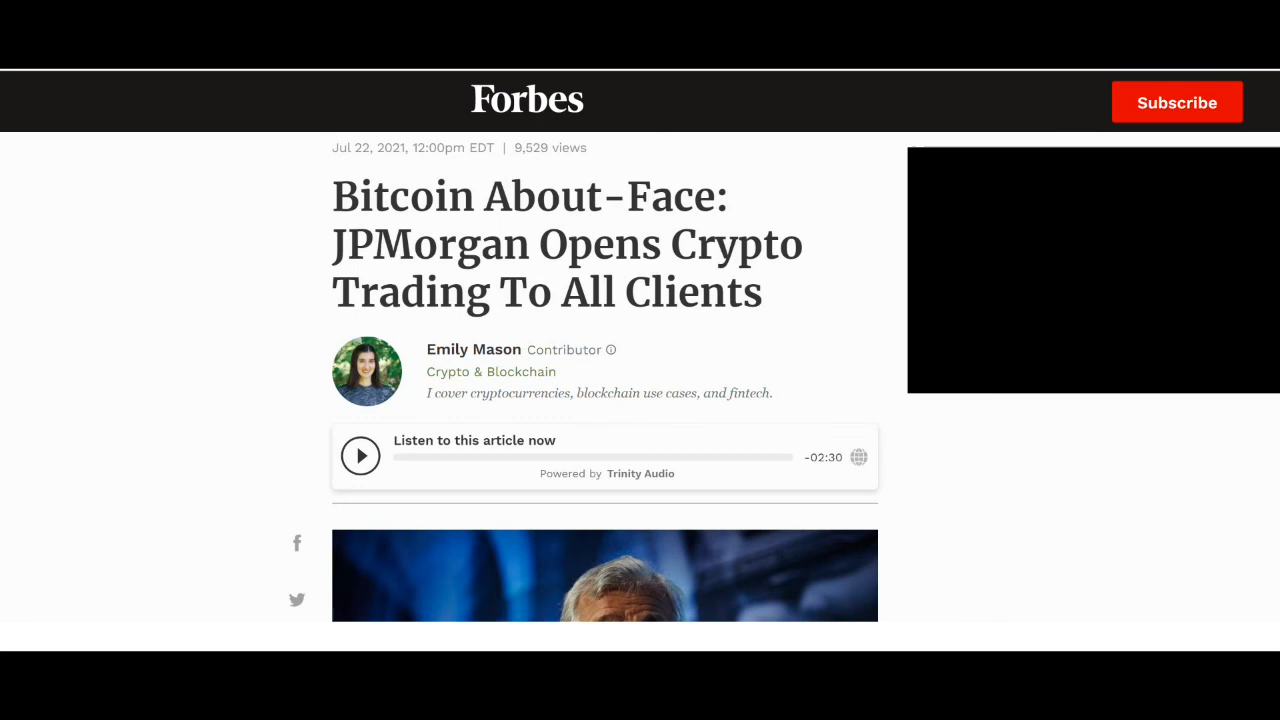 Forbes
Subscribe
Jul 22, 2021, 12:00pm EDT | 9,529 views
Bitcoin About-Face:
JPMorgan Opens Crypto
Trading To All Clients
Emily Mason Contributor
Crypto & Blockchain
I cover cryptocurrencies, blockchain use cases, and fintech.
Listen to this article now
-02:30
Powered by Trinity Audio